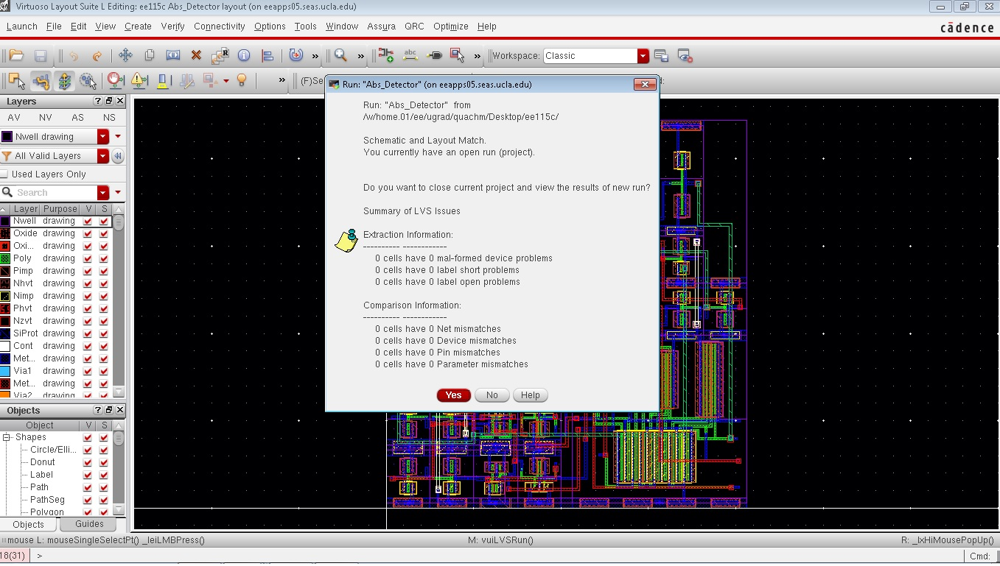 Virtuoso Layout Suite L Editing: ee115c Abs_Detector layout (on eeapps05.seas.ucla.edu)
Launch File Edit View Create Verify Connectivity Options Tools Window Assura QRC Optimize Help
cādence
» » abc » Workspace: Classic
» (F)Se
Layers
AV NV AS NS
Nwell drawing
All Valid Layers
Used Layers Only
Search
Layer Purpose V S
Nwell drawing
Oxide drawing
Oxi... drawing
Poly drawing
Pimp drawing
Nhvt drawing
Nimp drawing
Phvt drawing
Nzvt drawing
SiProt drawing
Cont drawing
Met... drawing
Via1 drawing
Met... drawing
Via2 drawing
Objects
Object V S
Shapes
Circle/Elli...
Donut
Label
Path
PathSeg
Polygon
Objects Guides
Run: "Abs_Detector" (on eeapps05.seas.ucla.edu)
Run: "Abs_Detector" from
/w/home.01/ee/ugrad/quachm/Desktop/ee115c/
Schematic and Layout Match.
You currently have an open run (project).
Do you want to close current project and view the results of new run?
Summary of LVS Issues
Extraction Information:
---------- ------------
0 cells have 0 mal-formed device problems
0 cells have 0 label short problems
0 cells have 0 label open problems
Comparison Information:
---------- ------------
0 cells have 0 Net mismatches
0 cells have 0 Device mismatches
0 cells have 0 Pin mismatches
0 cells have 0 Parameter mismatches
Yes No Help
mouse L: mouseSingleSelectPt() _leiLMBPress() M: vuiLVSRun() R: _lxHiMousePopUp()
18(31) > Cmd: